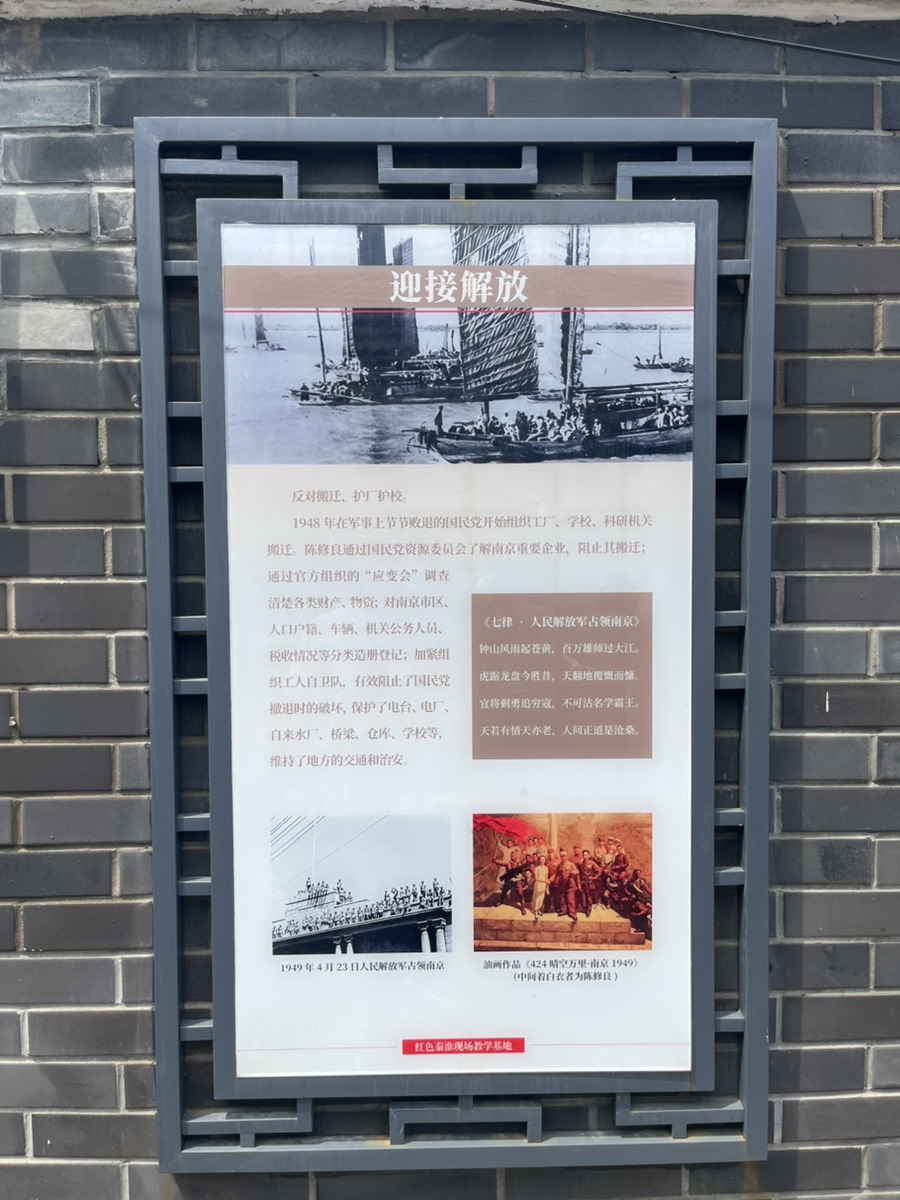 迎接解放
反对搬迁、护厂护校。
1948 年在军事上节节败退的国民党开始组织工厂、学校、科研机关
搬迁。陈修良通过国民党资源委员会了解南京重要企业，阻止其搬迁；
通过官方组织的“应变会”调查
清楚各类财产、物资；对南京市区、
人口户籍、车辆、机关公务人员、
税收情况等分类造册登记；加紧组
织工人自卫队，有效阻止了国民党
撤退时的破坏，保护了电台、电厂、
自来水厂、桥梁、仓库、学校等，
维持了地方的交通和治安。
《七律 · 人民解放军占领南京》
钟山风雨起苍黄，百万雄师过大江。
虎踞龙盘今胜昔，天翻地覆慨而慷。
宜将剩勇追穷寇，不可沽名学霸王。
天若有情天亦老，人间正道是沧桑。
1949 年 4 月 23 日人民解放军占领南京
油画作品《424 晴空万里·南京 1949》
（中间着白衣者为陈修良）
红色秦淮现场教学基地